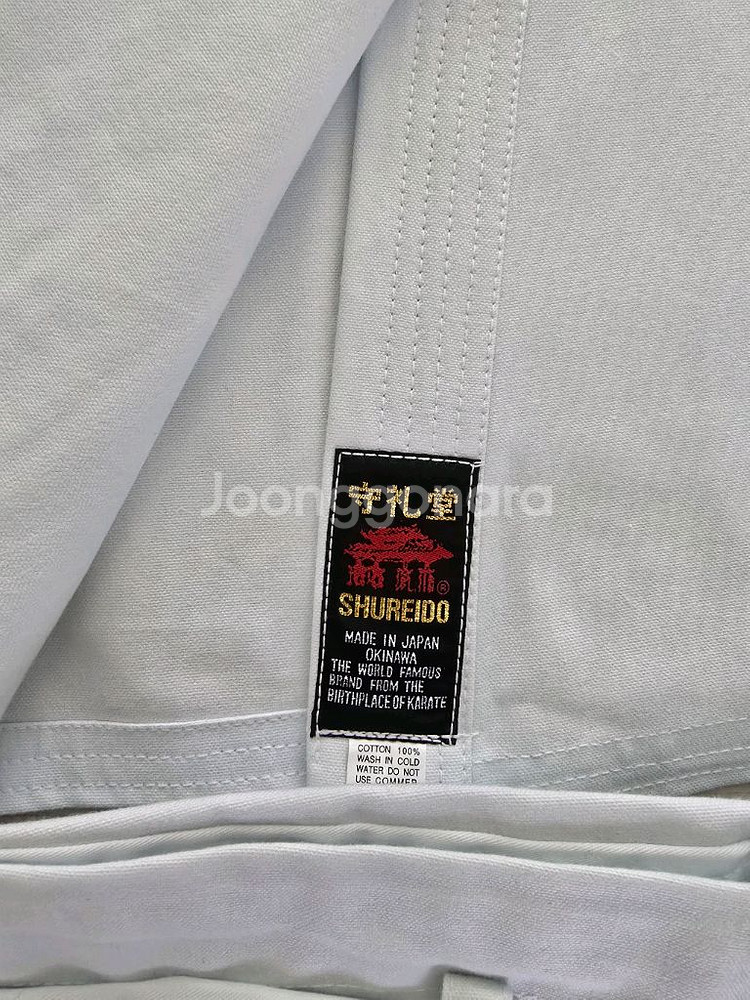 守礼堂
Joonggonara
®
SHUREIDO
MADE IN JAPAN
OKINAWA
THE WORLD FAMOUS
BRAND FROM THE
BIRTHPLACE OF KARATE
COTTON 100%
WASH IN COLD
WATER DO NOT
USE COMMER